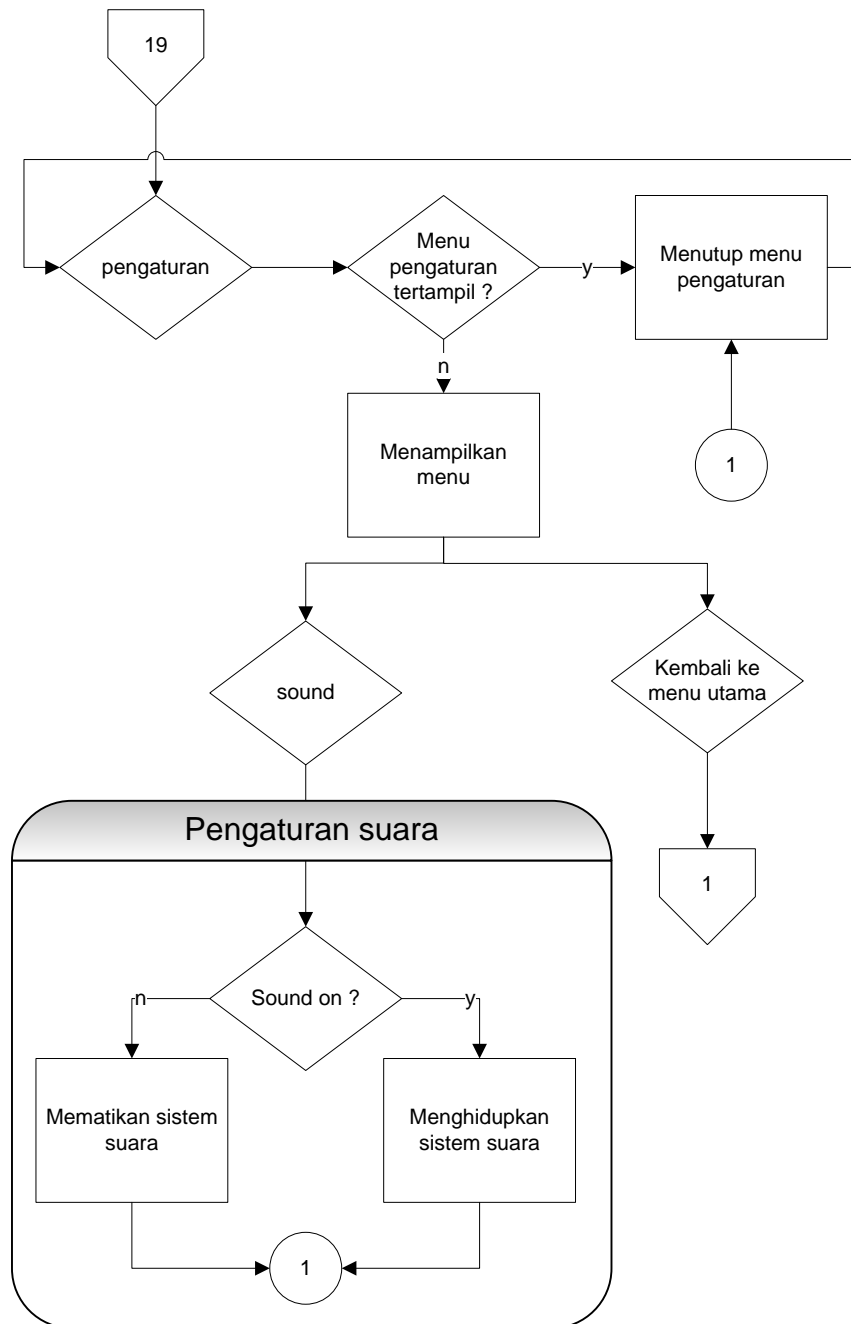 19
pengaturan
Menu
pengaturan
tertampil ?
y
Menutup menu
pengaturan
n
1
Menampilkan
menu
sound
Kembali ke
menu utama
Pengaturan suara
1
Sound on ?
n
y
Mematikan sistem
suara
Menghidupkan
sistem suara
1